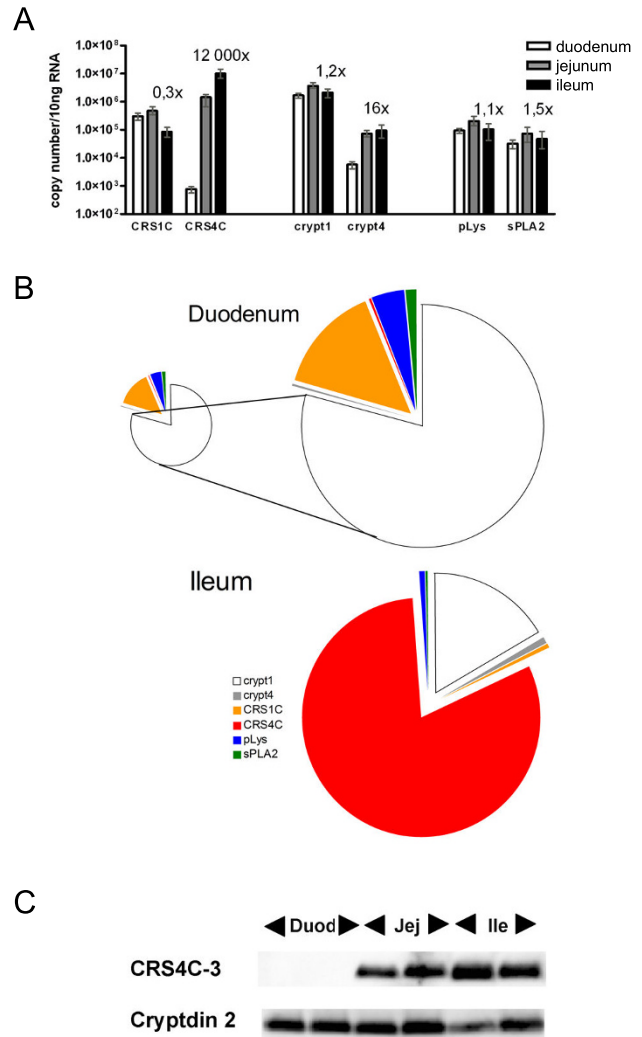 A
1,0×10⁸
1,0×10⁷
1,0×10⁶
1,0×10⁵
1,0×10⁴
1,0×10³
1,0×10²
copy number/10ng RNA
0,3x
12 000x
1,2x
16x
1,1x
1,5x
duodenum
jejunum
ileum
CRS1C CRS4C crypt1 crypt4 pLys sPLA2
B
Duodenum
Ileum
crypt1
crypt4
CRS1C
CRS4C
pLys
sPLA2
C
Duod Jej Ile
CRS4C-3
Cryptdin 2